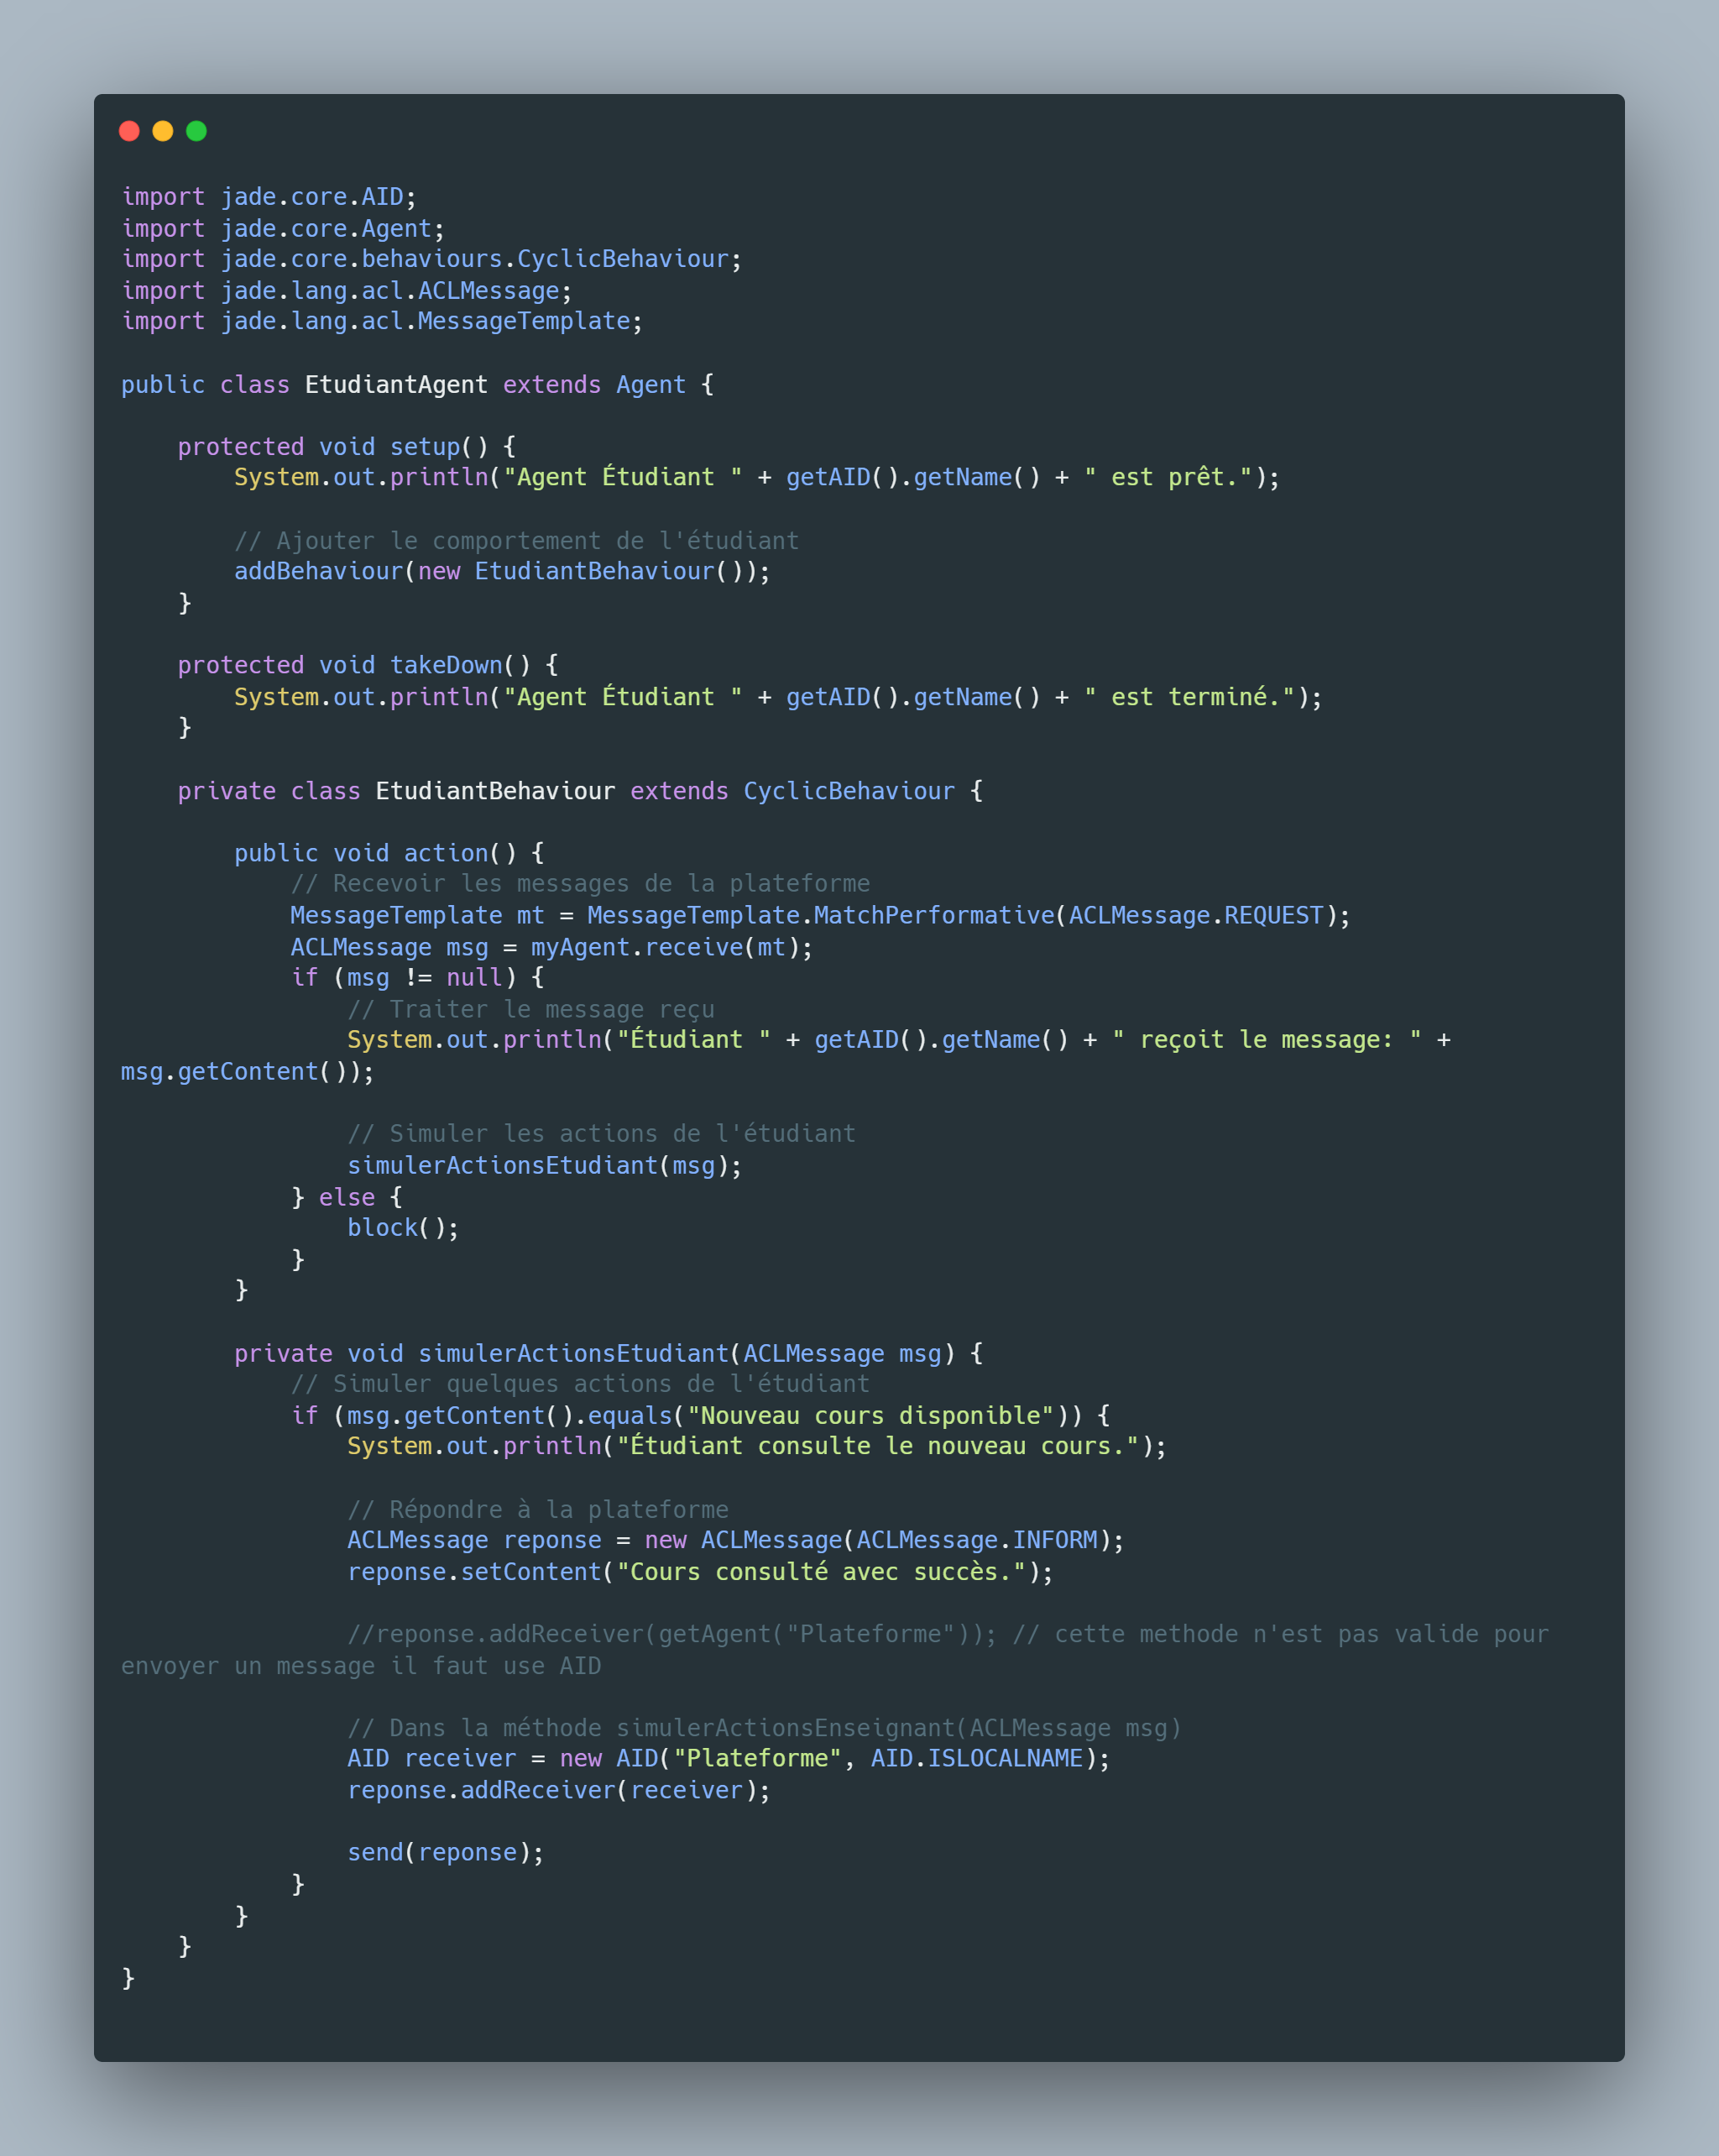 import jade.core.AID;
import jade.core.Agent;
import jade.core.behaviours.CyclicBehaviour;
import jade.lang.acl.ACLMessage;
import jade.lang.acl.MessageTemplate;

public class EtudiantAgent extends Agent {

    protected void setup() {
        System.out.println("Agent Étudiant " + getAID().getName() + " est prêt.");

        // Ajouter le comportement de l'étudiant
        addBehaviour(new EtudiantBehaviour());
    }

    protected void takeDown() {
        System.out.println("Agent Étudiant " + getAID().getName() + " est terminé.");
    }

    private class EtudiantBehaviour extends CyclicBehaviour {

        public void action() {
            // Recevoir les messages de la plateforme
            MessageTemplate mt = MessageTemplate.MatchPerformative(ACLMessage.REQUEST);
            ACLMessage msg = myAgent.receive(mt);
            if (msg != null) {
                // Traiter le message reçu
                System.out.println("Étudiant " + getAID().getName() + " reçoit le message: " +
msg.getContent());

                // Simuler les actions de l'étudiant
                simulerActionsEtudiant(msg);
            } else {
                block();
            }
        }

        private void simulerActionsEtudiant(ACLMessage msg) {
            // Simuler quelques actions de l'étudiant
            if (msg.getContent().equals("Nouveau cours disponible")) {
                System.out.println("Étudiant consulte le nouveau cours.");

                // Répondre à la plateforme
                ACLMessage reponse = new ACLMessage(ACLMessage.INFORM);
                reponse.setContent("Cours consulté avec succès.");

                //reponse.addReceiver(getAgent("Plateforme")); // cette methode n'est pas valide pour
envoyer un message il faut use AID

                // Dans la méthode simulerActionsEnseignant(ACLMessage msg)
                AID receiver = new AID("Plateforme", AID.ISLOCALNAME);
                reponse.addReceiver(receiver);

                send(reponse);
            }
        }
    }
}